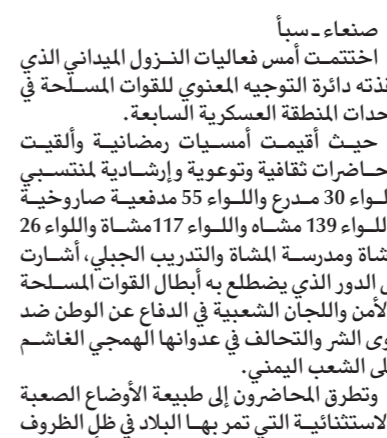 صنعاء ـ سبأ
اختتمت أمس فعاليات النزول الميداني الذي
نفذته دائرة التوجيه المعنوي للقوات المسلحة في
وحدات المنطقة العسكرية السابعة.
حيث أقيمت أمسيات رمضانية وألقيت
محاضرات ثقافية وتوعوية وإرشادية لمنتسبي
اللواء 30 مدرع واللواء 55 مدفعية صاروخية
واللواء 139 مشاه واللواء 117مشاة واللواء 26
مشاة ومدرسة المشاة والتدريب الجبلي، أشارت
الدور الذي يضطلع به أبطال القوات المسلحة
والأمن واللجان الشعبية في الدفاع عن الوطن ضد
قوى الشر والتحالف في عدوانها الهمجي الغاشم
على الشعب اليمني.
وتطرق المحاضرون إلى طبيعة الأوضاع الصعبة
والاستثنائية التي تمر بها البلاد في ظل الظروف